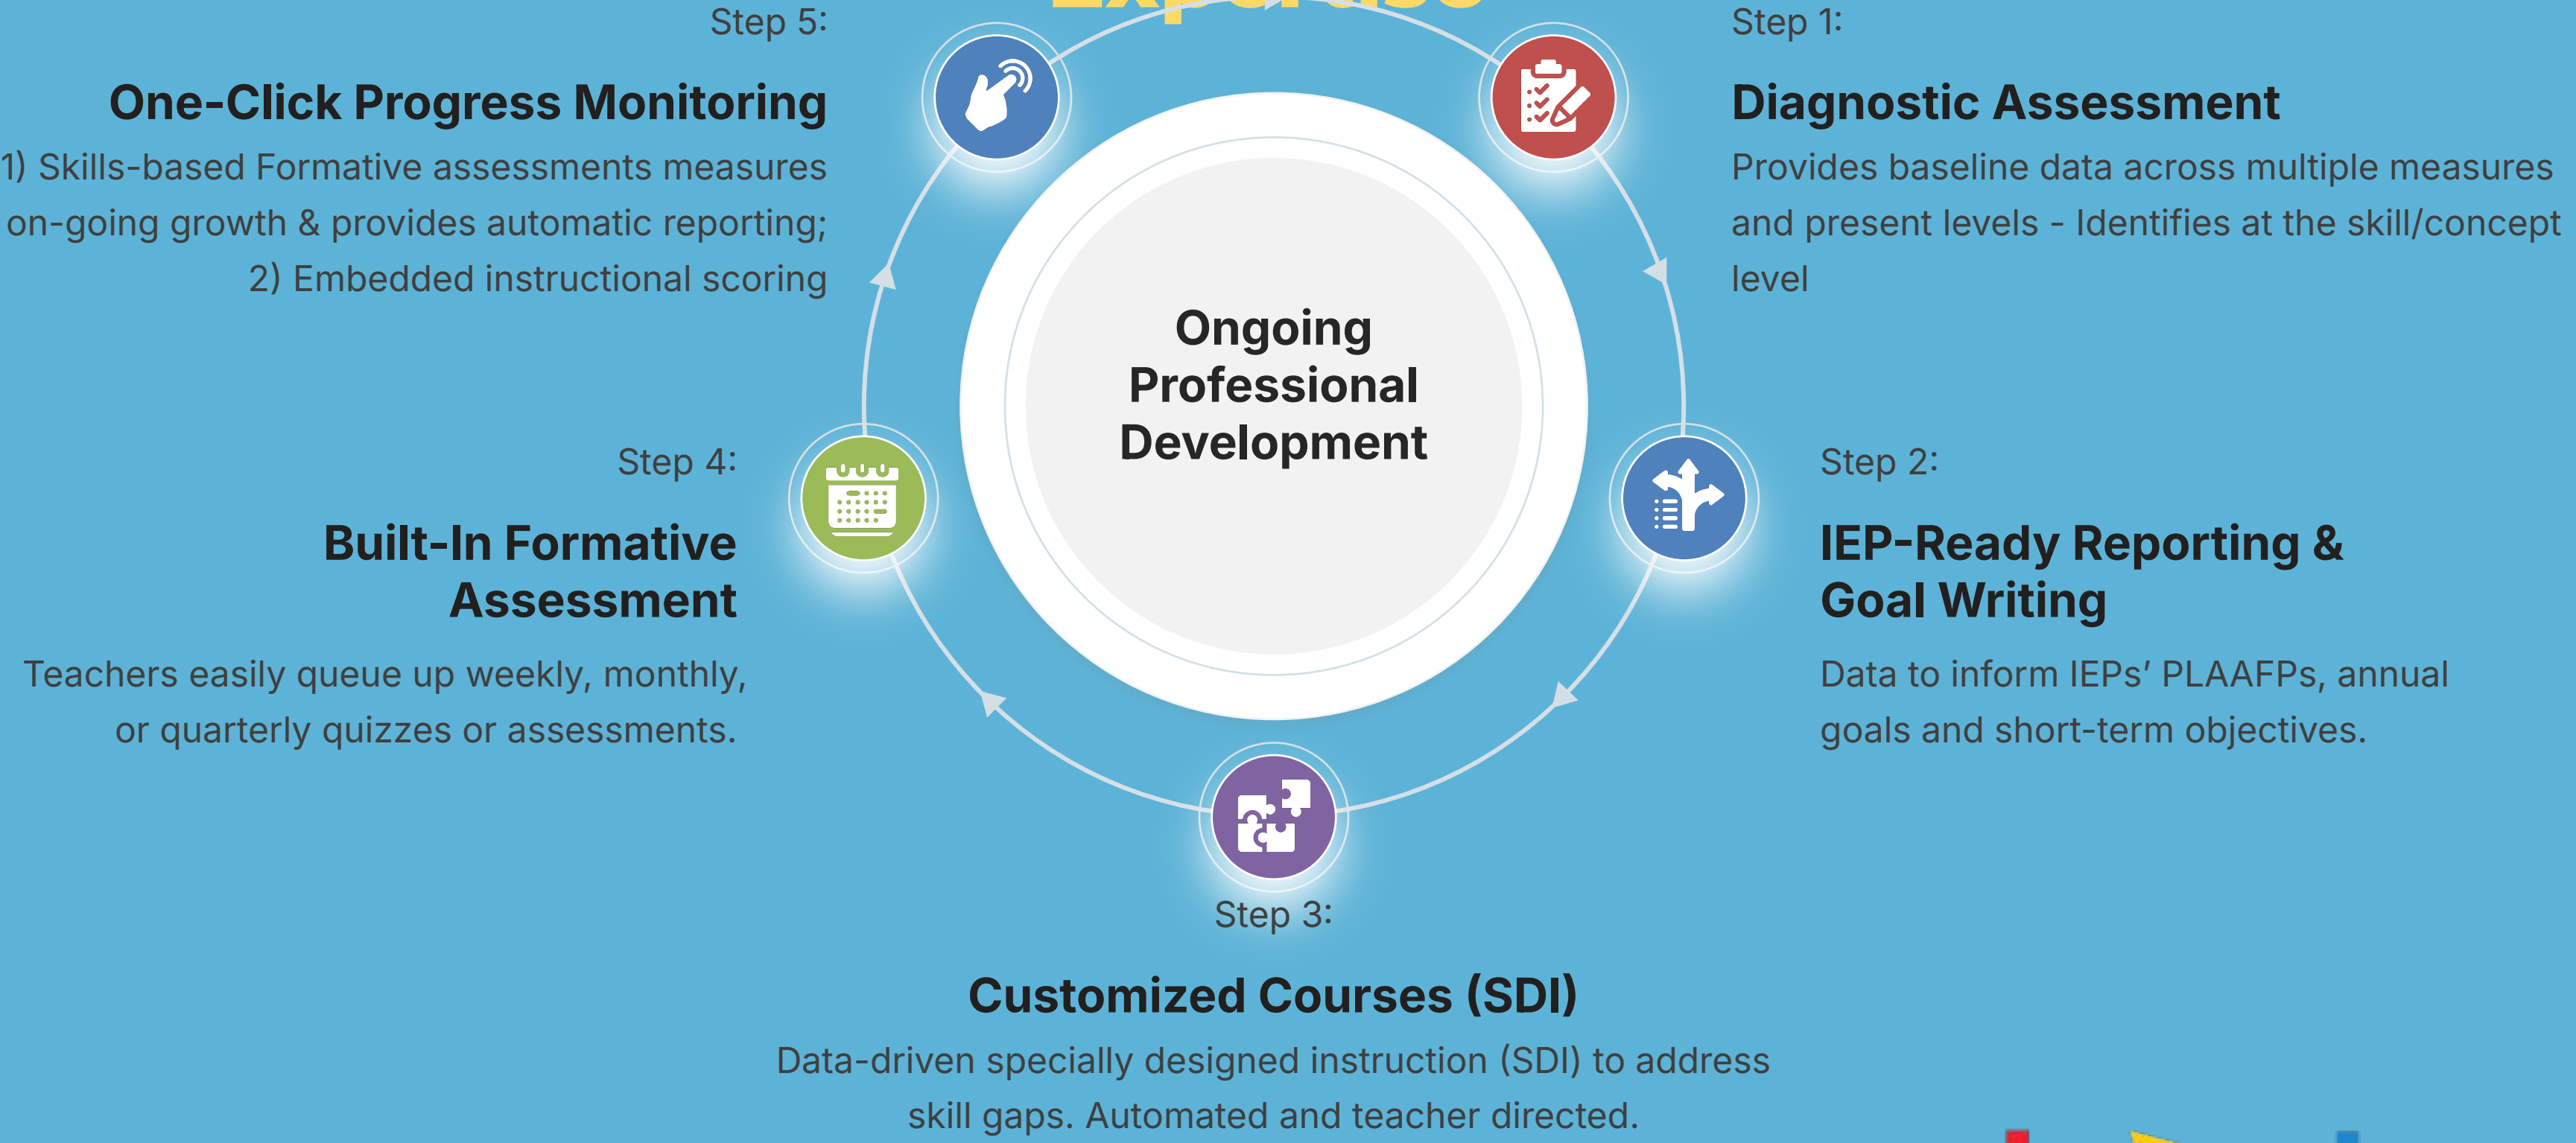 Expertise
Step 5:
One-Click Progress Monitoring
1) Skills-based Formative assessments measures
on-going growth & provides automatic reporting;
2) Embedded instructional scoring
Step 1:
Diagnostic Assessment
Provides baseline data across multiple measures
and present levels - Identifies at the skill/concept
level
Ongoing
Professional
Development
Step 4:
Built-In Formative
Assessment
Teachers easily queue up weekly, monthly,
or quarterly quizzes or assessments.
Step 2:
IEP-Ready Reporting &
Goal Writing
Data to inform IEPs’ PLAAFPs, annual
goals and short-term objectives.
Step 3:
Customized Courses (SDI)
Data-driven specially designed instruction (SDI) to address
skill gaps. Automated and teacher directed.